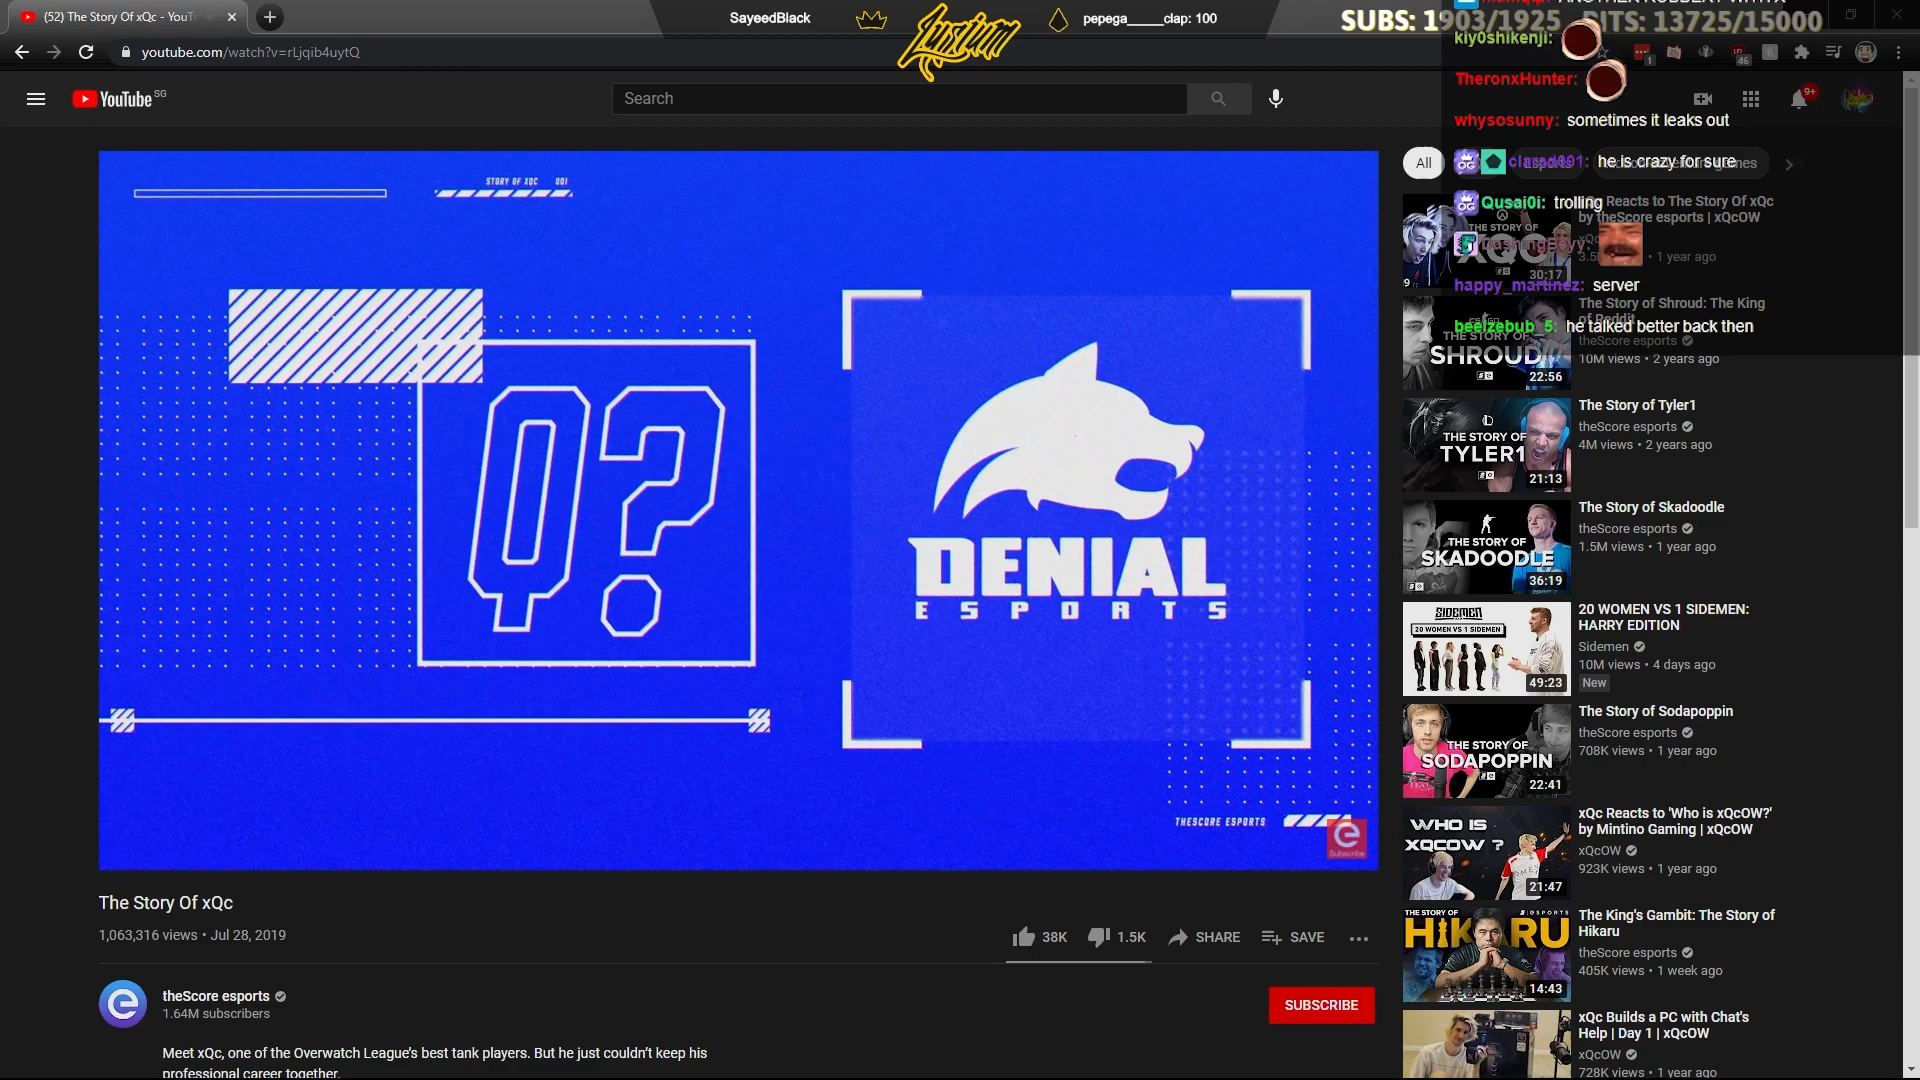 (52) The Story Of xQc - YouT
SayeedBlack
pepega_____clap: 100
SUBS: 1903/1925
BITS: 13725/15000
youtube.com/watch?v=rLjqib4uytQ
kiy0shikenji:
TheronxHunter:
whysosunny: sometimes it leaks out
he is crazy for sure
Qusai0i: trolling
happy_martinez: server
beelzebub_5: he talked better back then
YouTube SG
Search
9+
All
STORY OF XQC 001
Q?
DENIAL
ESPORTS
THESCORE ESPORTS
Subscribe
The Story Of xQc
1,063,316 views • Jul 28, 2019
38K
1.5K
SHARE
SAVE
theScore esports
1.64M subscribers
SUBSCRIBE
Meet xQc, one of the Overwatch League's best tank players. But he just couldn't keep his
professional career together.
Reacts to The Story Of xQc
by theScore esports | xQcOW
• 1 year ago
THE STORY OF
XQC
30:17
The Story of Shroud: The King
of Reddit
theScore esports
10M views • 2 years ago
THE STORY OF
SHROUD
22:56
The Story of Tyler1
theScore esports
4M views • 2 years ago
THE STORY OF
TYLER1
21:13
The Story of Skadoodle
theScore esports
1.5M views • 1 year ago
THE STORY OF
SKADOODLE
36:19
20 WOMEN VS 1 SIDEMEN:
HARRY EDITION
Sidemen
10M views • 4 days ago
New
SIDEMEN
20 WOMEN VS 1 SIDEMEN
49:23
The Story of Sodapoppin
theScore esports
708K views • 1 year ago
THE STORY OF
SODAPOPPIN
22:41
xQc Reacts to 'Who is xQcOW?'
by Mintino Gaming | xQcOW
xQcOW
923K views • 1 year ago
WHO IS
XQCOW ?
21:47
The King's Gambit: The Story of
Hikaru
theScore esports
405K views • 1 week ago
THE STORY OF
HIKARU
14:43
xQc Builds a PC with Chat's
Help | Day 1 | xQcOW
xQcOW
728K views • 1 year ago